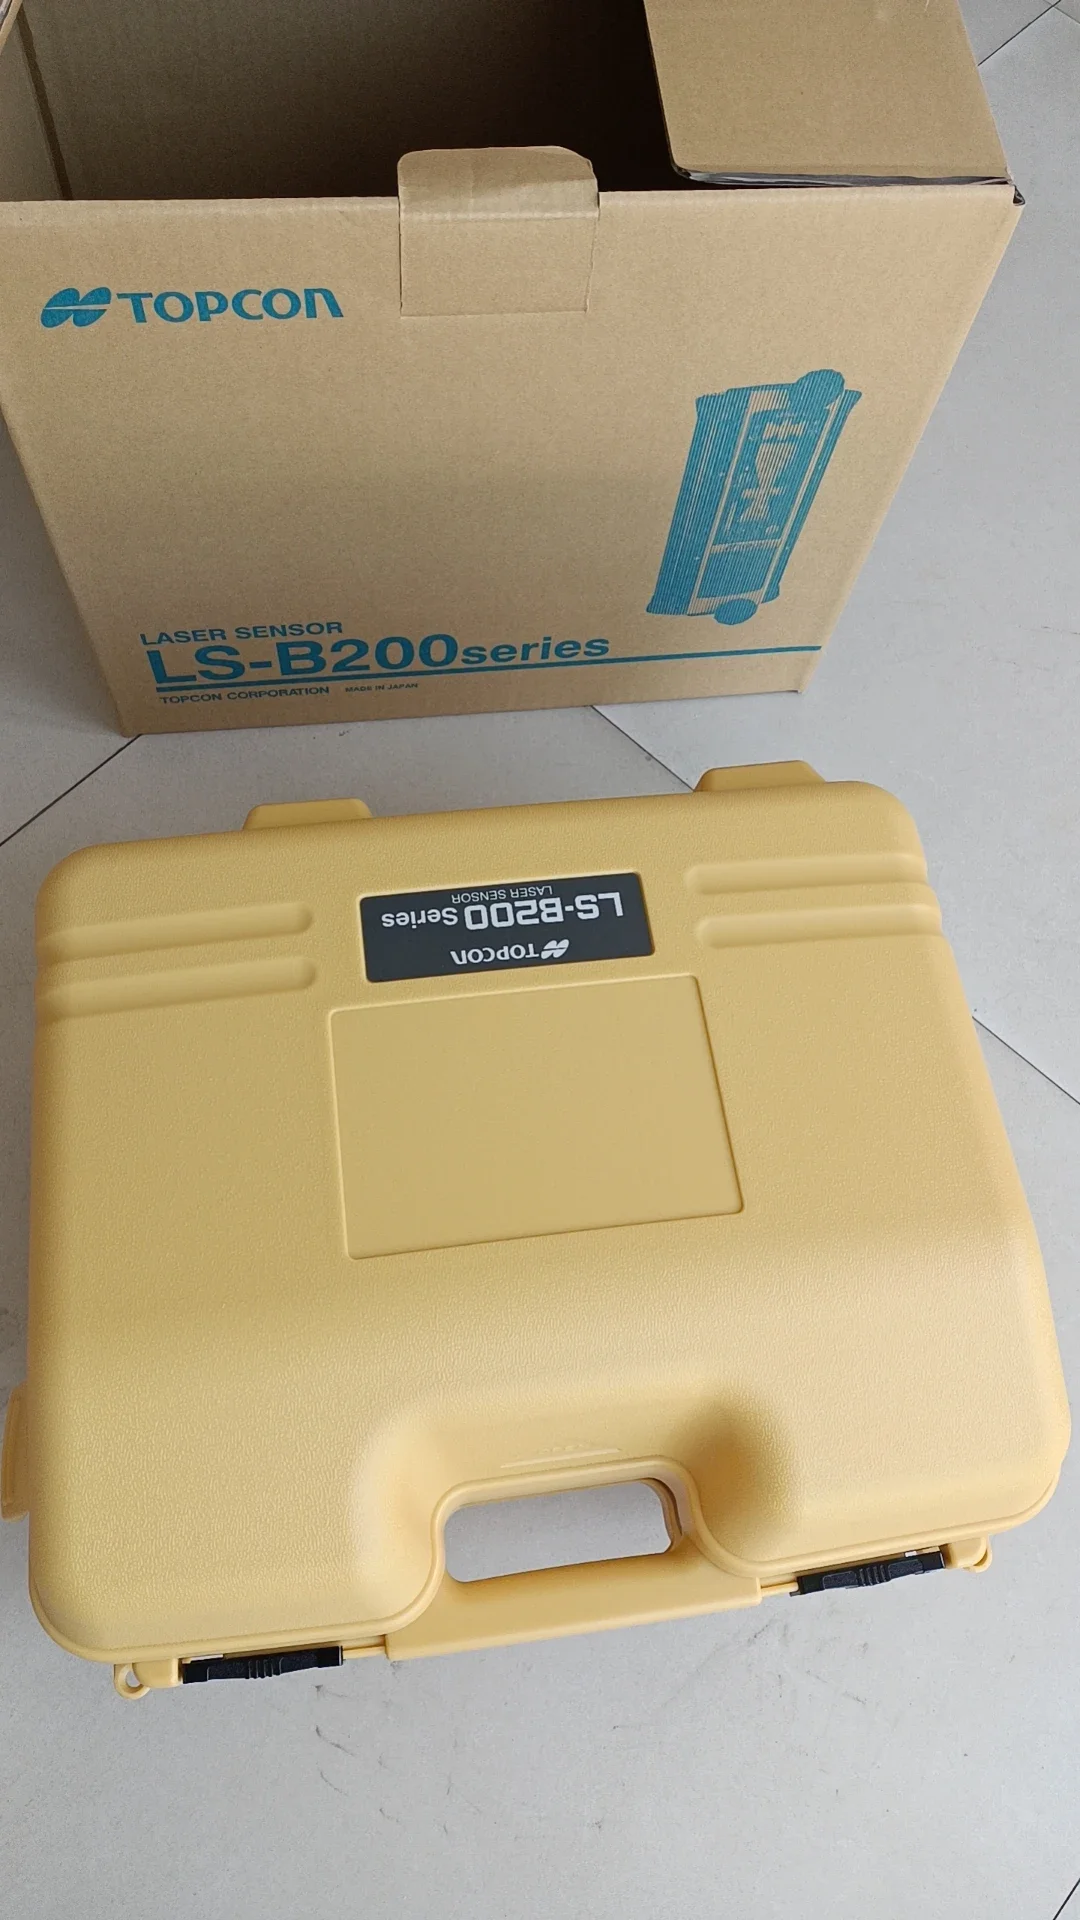 TOPCON
LASER SENSOR
LS-B200series
TOPCON CORPORATION MADE IN JAPAN
TOPCON
LS-B200 Series
LASER SENSOR